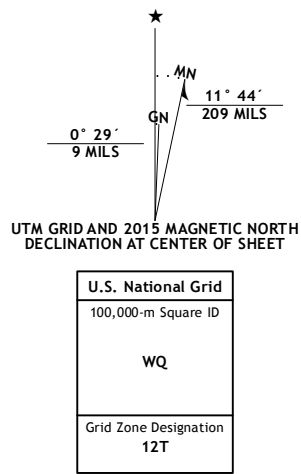 ★
MN
GN
11° 44´
209 MILS
0° 29´
9 MILS
UTM GRID AND 2015 MAGNETIC NORTH
DECLINATION AT CENTER OF SHEET
U.S. National Grid
100,000-m Square ID
WQ
Grid Zone Designation
12T